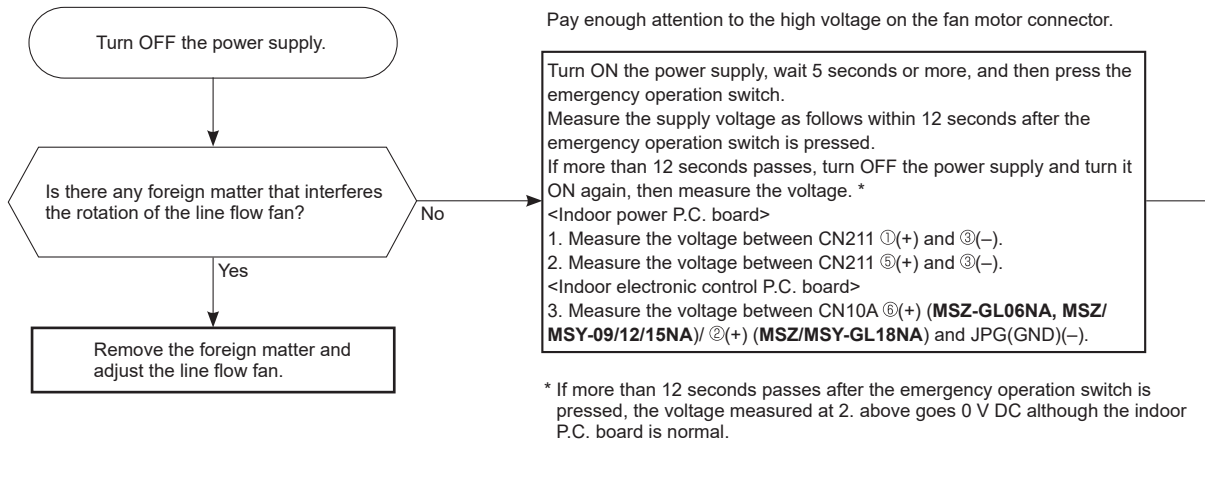 Turn OFF the power supply.
Is there any foreign matter that interferes
the rotation of the line flow fan?
No
Yes
Remove the foreign matter and
adjust the line flow fan.
Pay enough attention to the high voltage on the fan motor connector.
Turn ON the power supply, wait 5 seconds or more, and then press the
emergency operation switch.
Measure the supply voltage as follows within 12 seconds after the
emergency operation switch is pressed.
If more than 12 seconds passes, turn OFF the power supply and turn it
ON again, then measure the voltage. *
<Indoor power P.C. board>
1. Measure the voltage between CN211 ①(+) and ③(–).
2. Measure the voltage between CN211 ⑤(+) and ③(–).
<Indoor electronic control P.C. board>
3. Measure the voltage between CN10A ⑥(+) (MSZ-GL06NA, MSZ/
MSY-09/12/15NA)/ ②(+) (MSZ/MSY-GL18NA) and JPG(GND)(–).
* If more than 12 seconds passes after the emergency operation switch is
pressed, the voltage measured at 2. above goes 0 V DC although the indoor
P.C. board is normal.